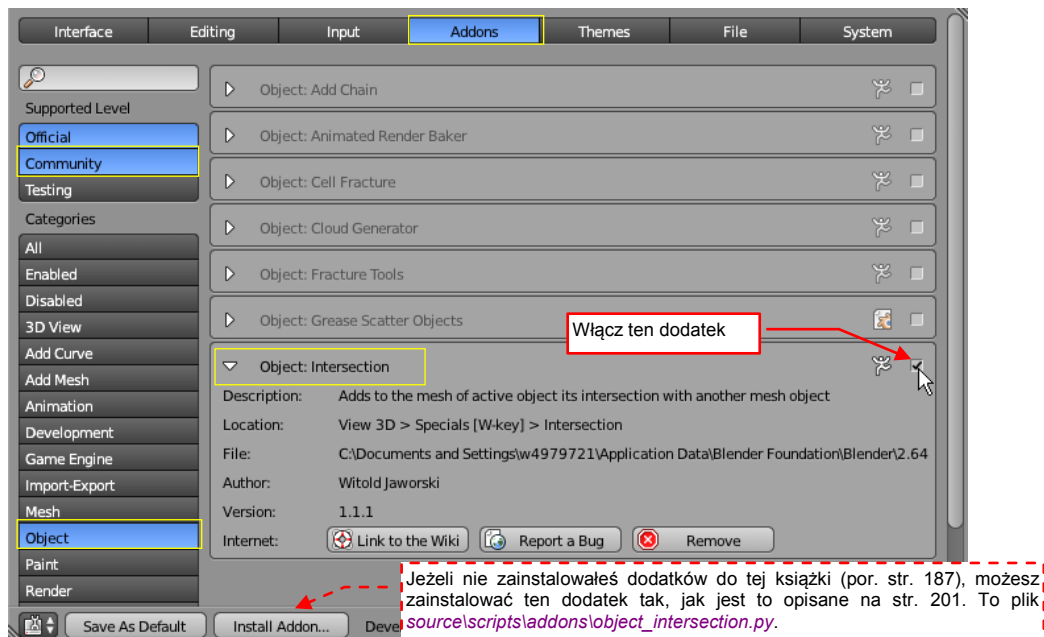 Interface Editing Input Addons Themes File System
Supported Level
Official
Community
Testing
Categories
All
Enabled
Disabled
3D View
Add Curve
Add Mesh
Animation
Development
Game Engine
Import-Export
Mesh
Object
Paint
Render
Object: Add Chain
Object: Animated Render Baker
Object: Cell Fracture
Object: Cloud Generator
Object: Fracture Tools
Object: Grease Scatter Objects
Włącz ten dodatek
Object: Intersection
Description: Adds to the mesh of active object its intersection with another mesh object
Location: View 3D > Specials [W-key] > Intersection
File: C:\Documents and Settings\w4979721\Application Data\Blender Foundation\Blender\2.64
Author: Witold Jaworski
Version: 1.1.1
Internet: Link to the Wiki Report a Bug Remove
Jeżeli nie zainstalowałeś dodatków do tej książki (por. str. 187), możesz
zainstalować ten dodatek tak, jak jest to opisane na str. 201. To plik
source\scripts\addons\object_intersection.py.
Save As Default Install Addon... Deve